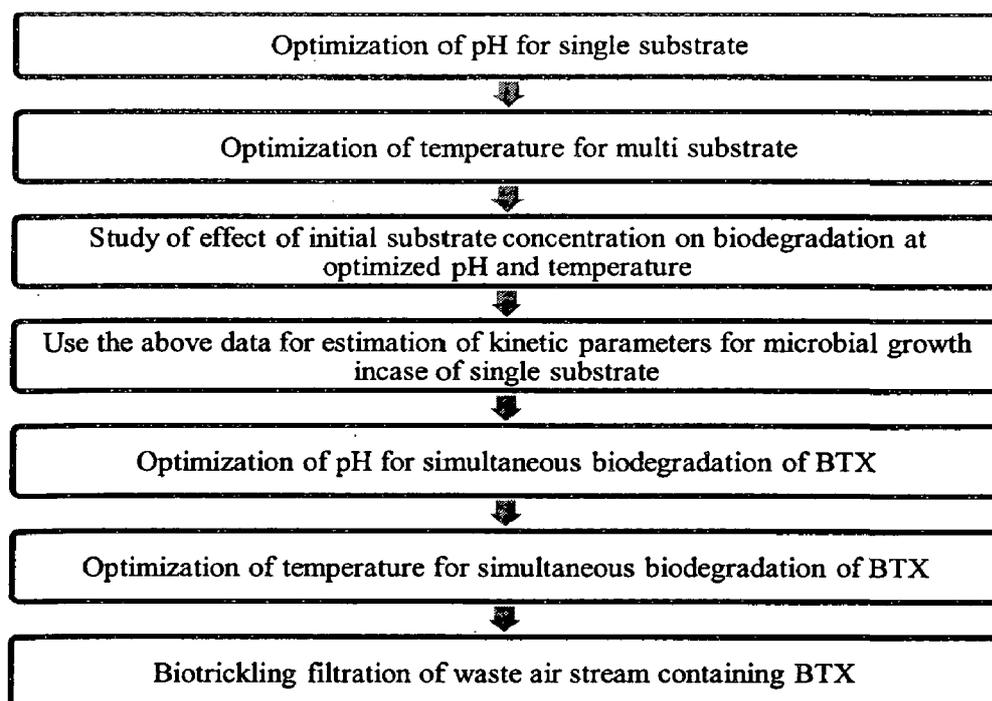 Optimization of pH for single substrate
Optimization of temperature for multi substrate
Study of effect of initial substrate concentration on biodegradation at
optimized pH and temperature
Use the above data for estimation of kinetic parameters for microbial growth
incase of single substrate
Optimization of pH for simultaneous biodegradation of BTX
Optimization of temperature for simultaneous biodegradation of BTX
Biotrickling filtration of waste air stream containing BTX